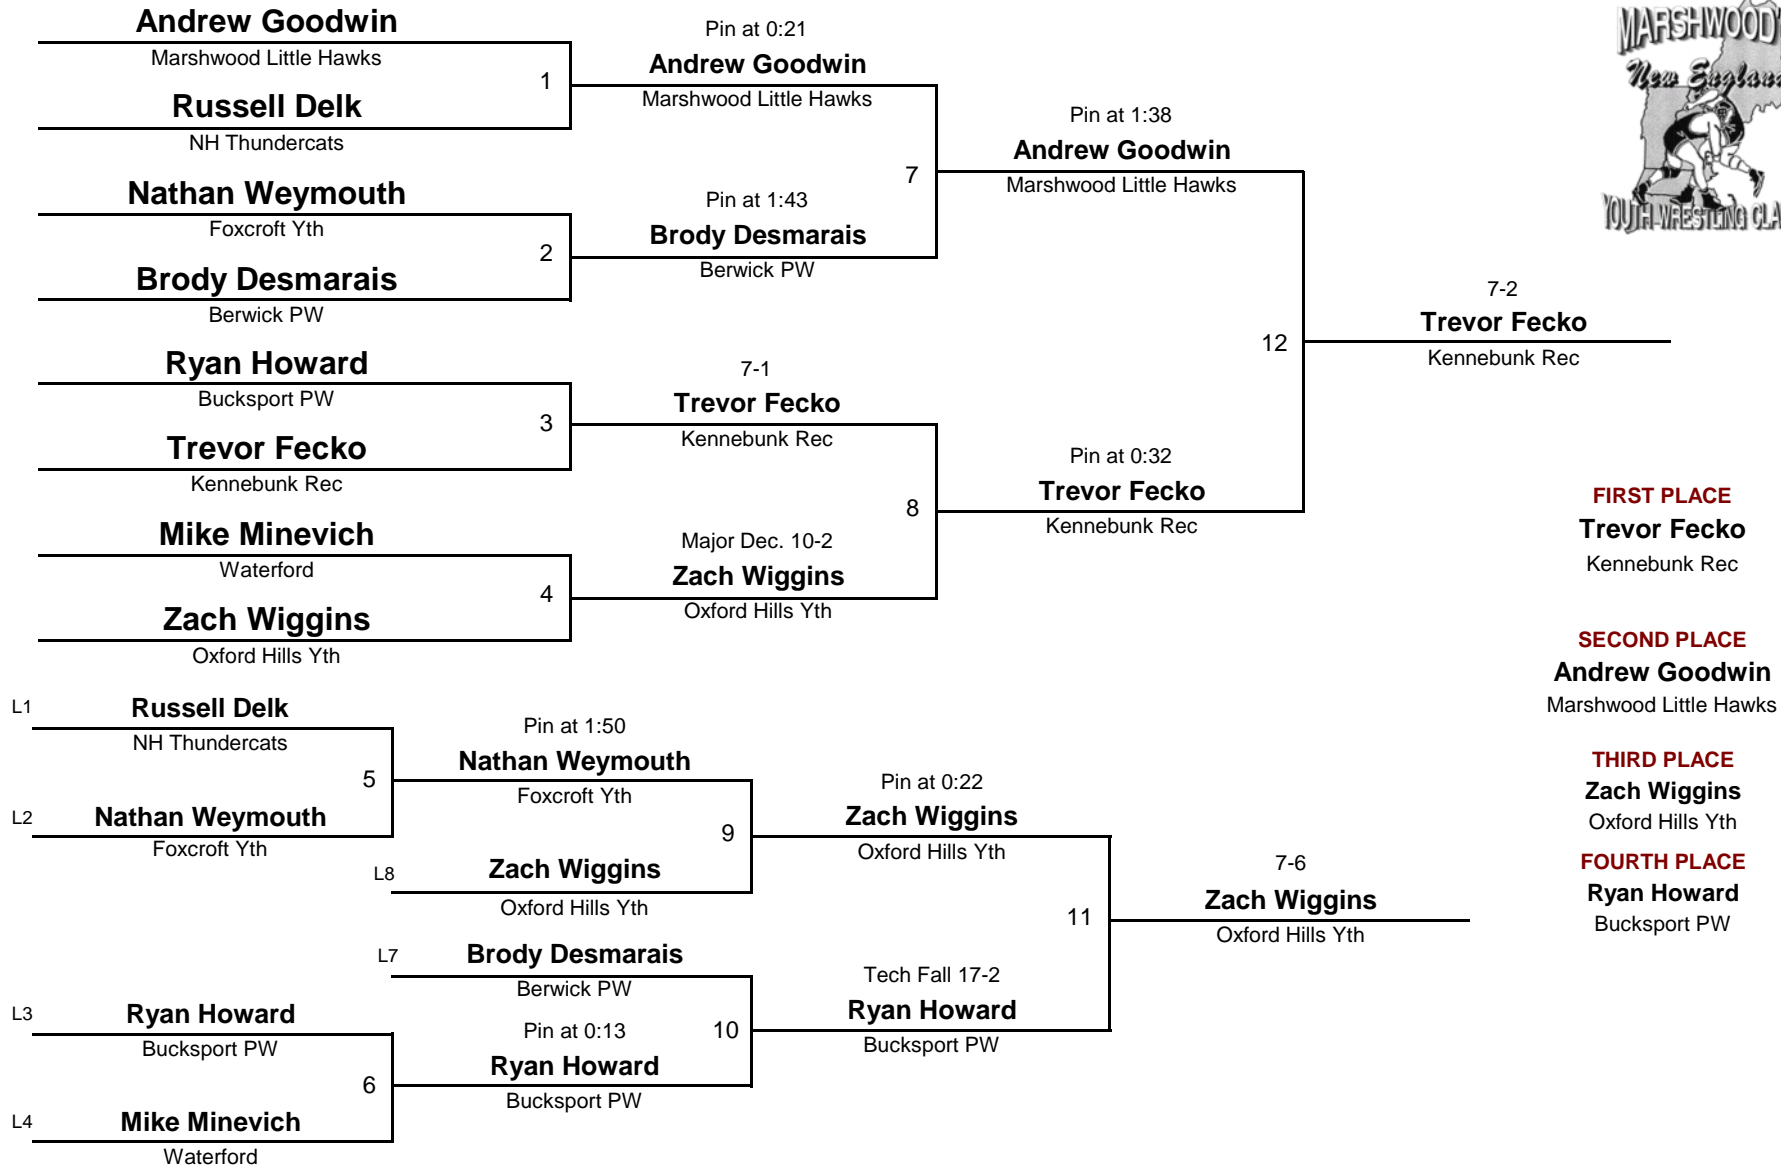 Andrew Goodwin
Marshwood Little Hawks
1
Russell Delk
NH Thundercats
Nathan Weymouth
Foxcroft Yth
2
Brody Desmarais
Berwick PW
Ryan Howard
Bucksport PW
3
Trevor Fecko
Kennebunk Rec
Mike Minevich
Waterford
4
Zach Wiggins
Oxford Hills Yth
Pin at 0:21
Andrew Goodwin
Marshwood Little Hawks
7
Pin at 1:43
Brody Desmarais
Berwick PW
7-1
Trevor Fecko
Kennebunk Rec
8
Major Dec. 10-2
Zach Wiggins
Oxford Hills Yth
Pin at 1:38
Andrew Goodwin
Marshwood Little Hawks
12
Pin at 0:32
Trevor Fecko
Kennebunk Rec
7-2
Trevor Fecko
Kennebunk Rec
MARSHWOOD'
New England
YOUTH WRESTLING CLA
FIRST PLACE
Trevor Fecko
Kennebunk Rec
SECOND PLACE
Andrew Goodwin
Marshwood Little Hawks
THIRD PLACE
Zach Wiggins
Oxford Hills Yth
FOURTH PLACE
Ryan Howard
Bucksport PW
L1
Russell Delk
NH Thundercats
5
L2
Nathan Weymouth
Foxcroft Yth
Pin at 1:50
Nathan Weymouth
Foxcroft Yth
9
L8
Zach Wiggins
Oxford Hills Yth
L7
Brody Desmarais
Berwick PW
10
L3
Ryan Howard
Bucksport PW
6
L4
Mike Minevich
Waterford
Pin at 0:13
Ryan Howard
Bucksport PW
Pin at 0:22
Zach Wiggins
Oxford Hills Yth
11
Tech Fall 17-2
Ryan Howard
Bucksport PW
7-6
Zach Wiggins
Oxford Hills Yth